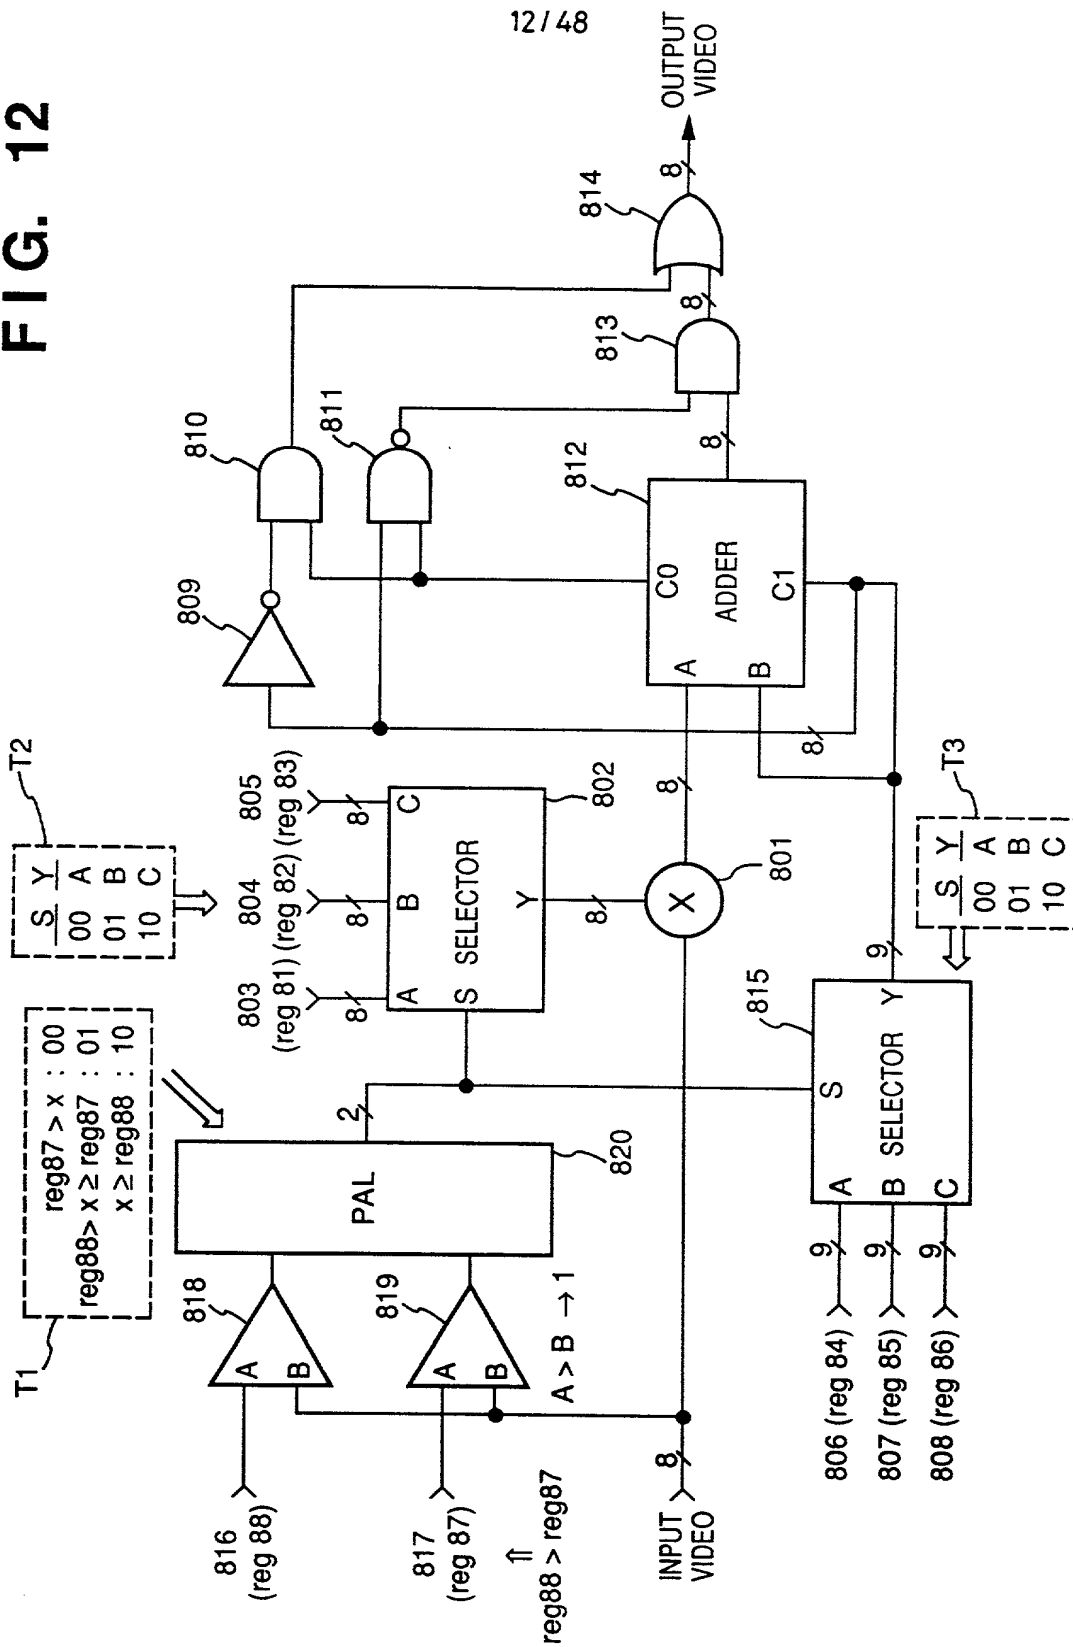 12/48
FIG. 12
T1
reg87 > x : 00
reg88> x ≥ reg87 : 01
x ≥ reg88 : 10
T2
S Y
00 A
01 B
10 C
816
(reg 88)
817
(reg 87)
⇑
reg88 > reg87
818
A
B
819
A
B
A > B → 1
PAL
820
2
803
(reg 81)
804
(reg 82)
805
(reg 83)
8
8
8
A
B
C
S
SELECTOR
Y
802
8
X
801
8
INPUT
VIDEO
8
806 (reg 84)
807 (reg 85)
808 (reg 86)
9
9
9
A
B
C
S
SELECTOR
Y
815
9
T3
S Y
00 A
01 B
10 C
809
810
811
8
A
B
C0
ADDER
C1
812
8
813
8
814
8
OUTPUT
VIDEO